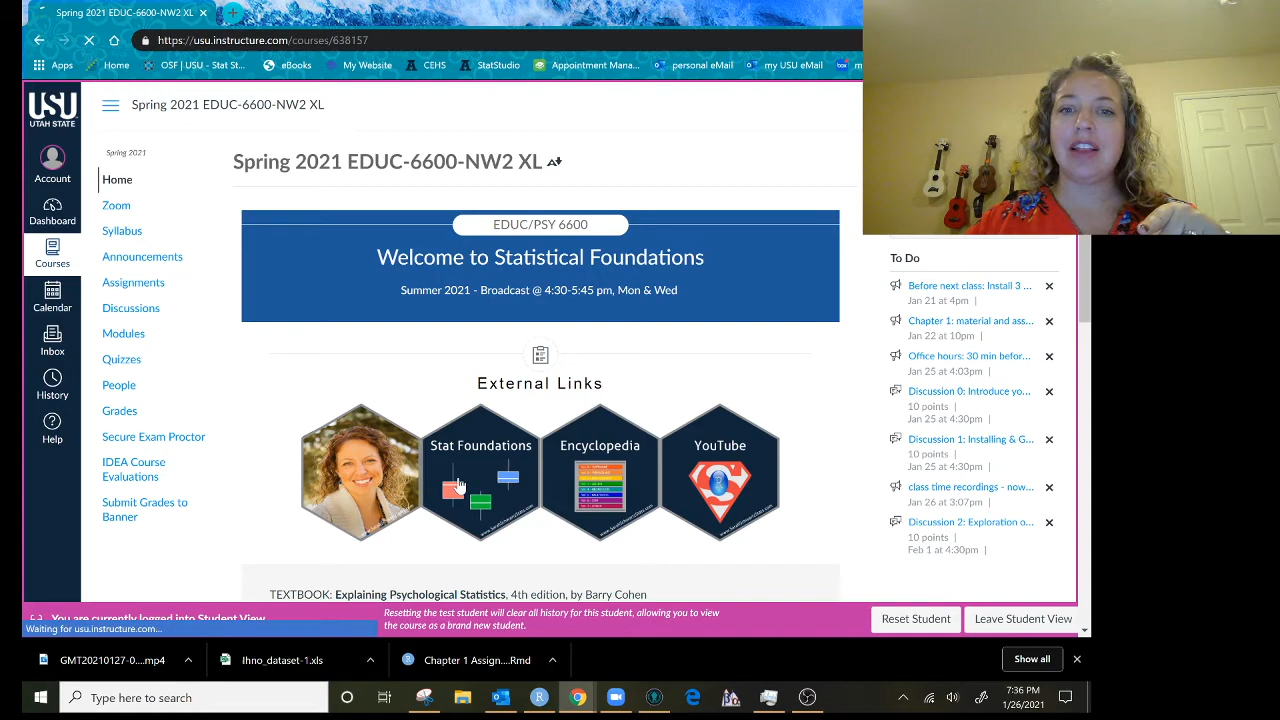 Spring 2021 EDUC-6600-NW2 XL
https://usu.instructure.com/courses/638157
Apps
Home
OSF | USU - Stat St...
eBooks
My Website
CEHS
StatStudio
Appointment Mana...
personal eMail
my USU eMail
USU
UTAH STATE
Account
Dashboard
Courses
Calendar
Inbox
History
Help
Spring 2021 EDUC-6600-NW2 XL
Spring 2021
Home
Zoom
Syllabus
Announcements
Assignments
Discussions
Modules
Quizzes
People
Grades
Secure Exam Proctor
IDEA Course
Evaluations
Submit Grades to
Banner
Spring 2021 EDUC-6600-NW2 XL
EDUC/PSY 6600
Welcome to Statistical Foundations
Summer 2021 - Broadcast @ 4:30-5:45 pm, Mon & Wed
External Links
Stat Foundations
Encyclopedia
YouTube
TEXTBOOK: Explaining Psychological Statistics, 4th edition, by Barry Cohen
To Do
Before next class: Install 3 ...
Jan 21 at 4pm |
Chapter 1: material and ass...
Jan 22 at 10pm |
Office hours: 30 min befor...
Jan 25 at 4:03pm |
Discussion 0: Introduce yo...
10 points |
Jan 25 at 4:30pm |
Discussion 1: Installing & G...
10 points |
Jan 25 at 4:30pm |
class time recordings - now...
Jan 26 at 3:07pm |
Discussion 2: Exploration o...
10 points |
Feb 1 at 4:30pm |
You are currently logged into Student View
Resetting the test student will clear all history for this student, allowing you to view
the course as a brand new student.
Reset Student
Leave Student View
Waiting for usu.instructure.com...
GMT20210127-0....mp4
Ihno_dataset-1.xls
Chapter 1 Assign....Rmd
Show all
Type here to search
7:36 PM
1/26/2021